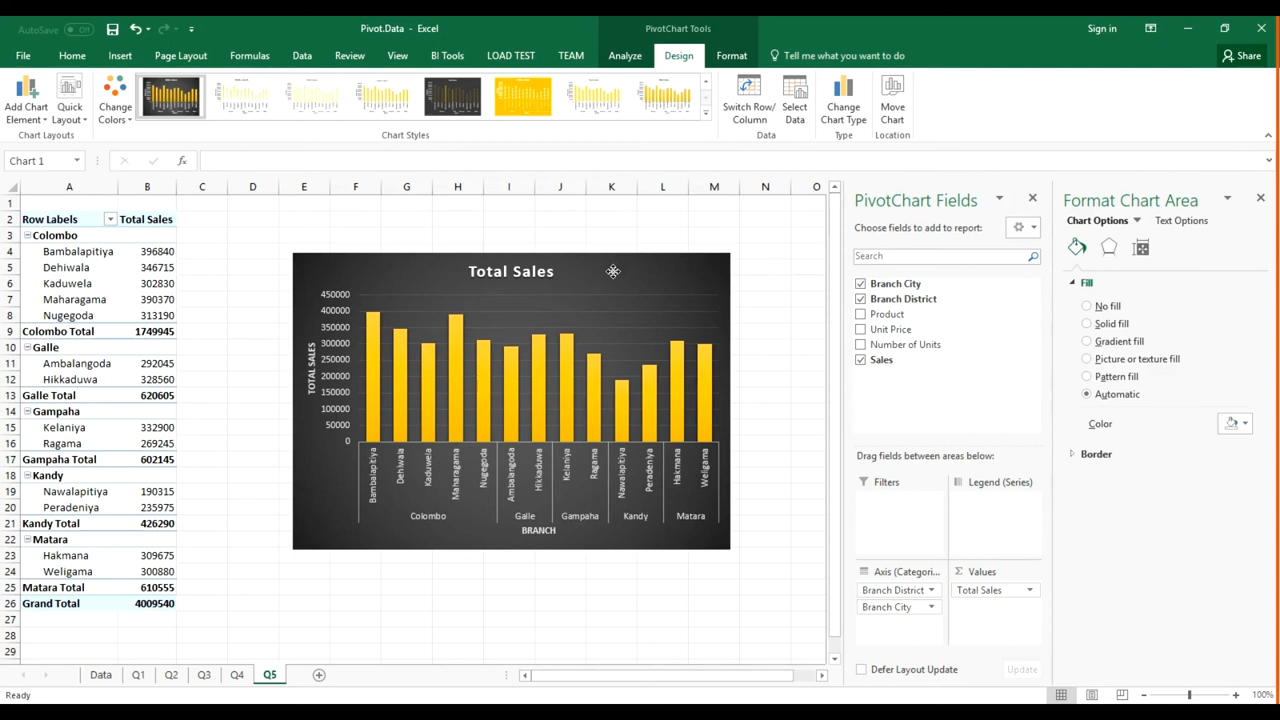 AutoSave Off
Pivot.Data - Excel
PivotChart Tools
Sign in
File Home Insert Page Layout Formulas Data Review View BI Tools LOAD TEST TEAM Analyze Design Format Tell me what you want to do Share
Add Chart Element
Quick Layout
Change Colors
Switch Row/ Column
Select Data
Change Chart Type
Move Chart
Chart Layouts Chart Styles Data Type Location
Chart 1 fx
A B C D E F G H I J K L M N O
1
2 Row Labels Total Sales
3 Colombo
4 Bambalapitiya 396840
5 Dehiwala 346715
6 Kaduwela 302830
7 Maharagama 390370
8 Nugegoda 313190
9 Colombo Total 1749945
10 Galle
11 Ambalangoda 292045
12 Hikkaduwa 328560
13 Galle Total 620605
14 Gampaha
15 Kelaniya 332900
16 Ragama 269245
17 Gampaha Total 602145
18 Kandy
19 Nawalapitiya 190315
20 Peradeniya 235975
21 Kandy Total 426290
22 Matara
23 Hakmana 309675
24 Weligama 300880
25 Matara Total 610555
26 Grand Total 4009540
27
28
29
Total Sales
TOTAL SALES
450000
400000
350000
300000
250000
200000
150000
100000
50000
0
Bambalapitiya Dehiwala Kaduwela Maharagama Nugegoda Ambalangoda Hikkaduwa Kelaniya Ragama Nawalapitiya Peradeniya Hakmana Weligama
Colombo Galle Gampaha Kandy Matara
BRANCH
PivotChart Fields
Choose fields to add to report:
Search
Branch City
Branch District
Product
Unit Price
Number of Units
Sales
Drag fields between areas below:
Filters Legend (Series)
Axis (Categori... Values
Branch District Total Sales
Branch City
Defer Layout Update Update
Format Chart Area
Chart Options Text Options
Fill
No fill
Solid fill
Gradient fill
Picture or texture fill
Pattern fill
Automatic
Color
Border
Data Q1 Q2 Q3 Q4 Q5
Ready
100%